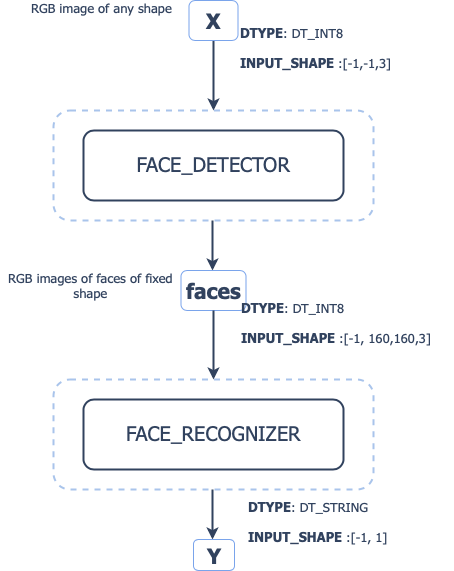 RGB image of any shape
X
DTYPE: DT_INT8
INPUT_SHAPE :[-1,-1,3]
FACE_DETECTOR
RGB images of faces of fixed
shape
faces
DTYPE: DT_INT8
INPUT_SHAPE :[-1, 160,160,3]
FACE_RECOGNIZER
DTYPE: DT_STRING
INPUT_SHAPE :[-1, 1]
Y